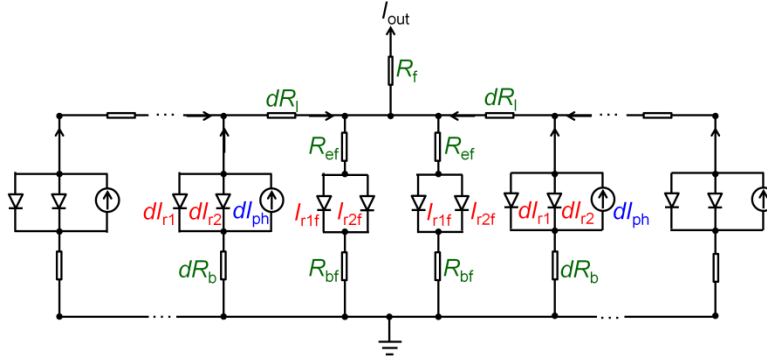 I_out
R_f
dR_l dR_l
R_ef R_ef
dI_r1 dI_r2 dI_ph I_r1f I_r2f I_r1f I_r2f dI_r1 dI_r2 dI_ph
dR_b R_bf R_bf dR_b